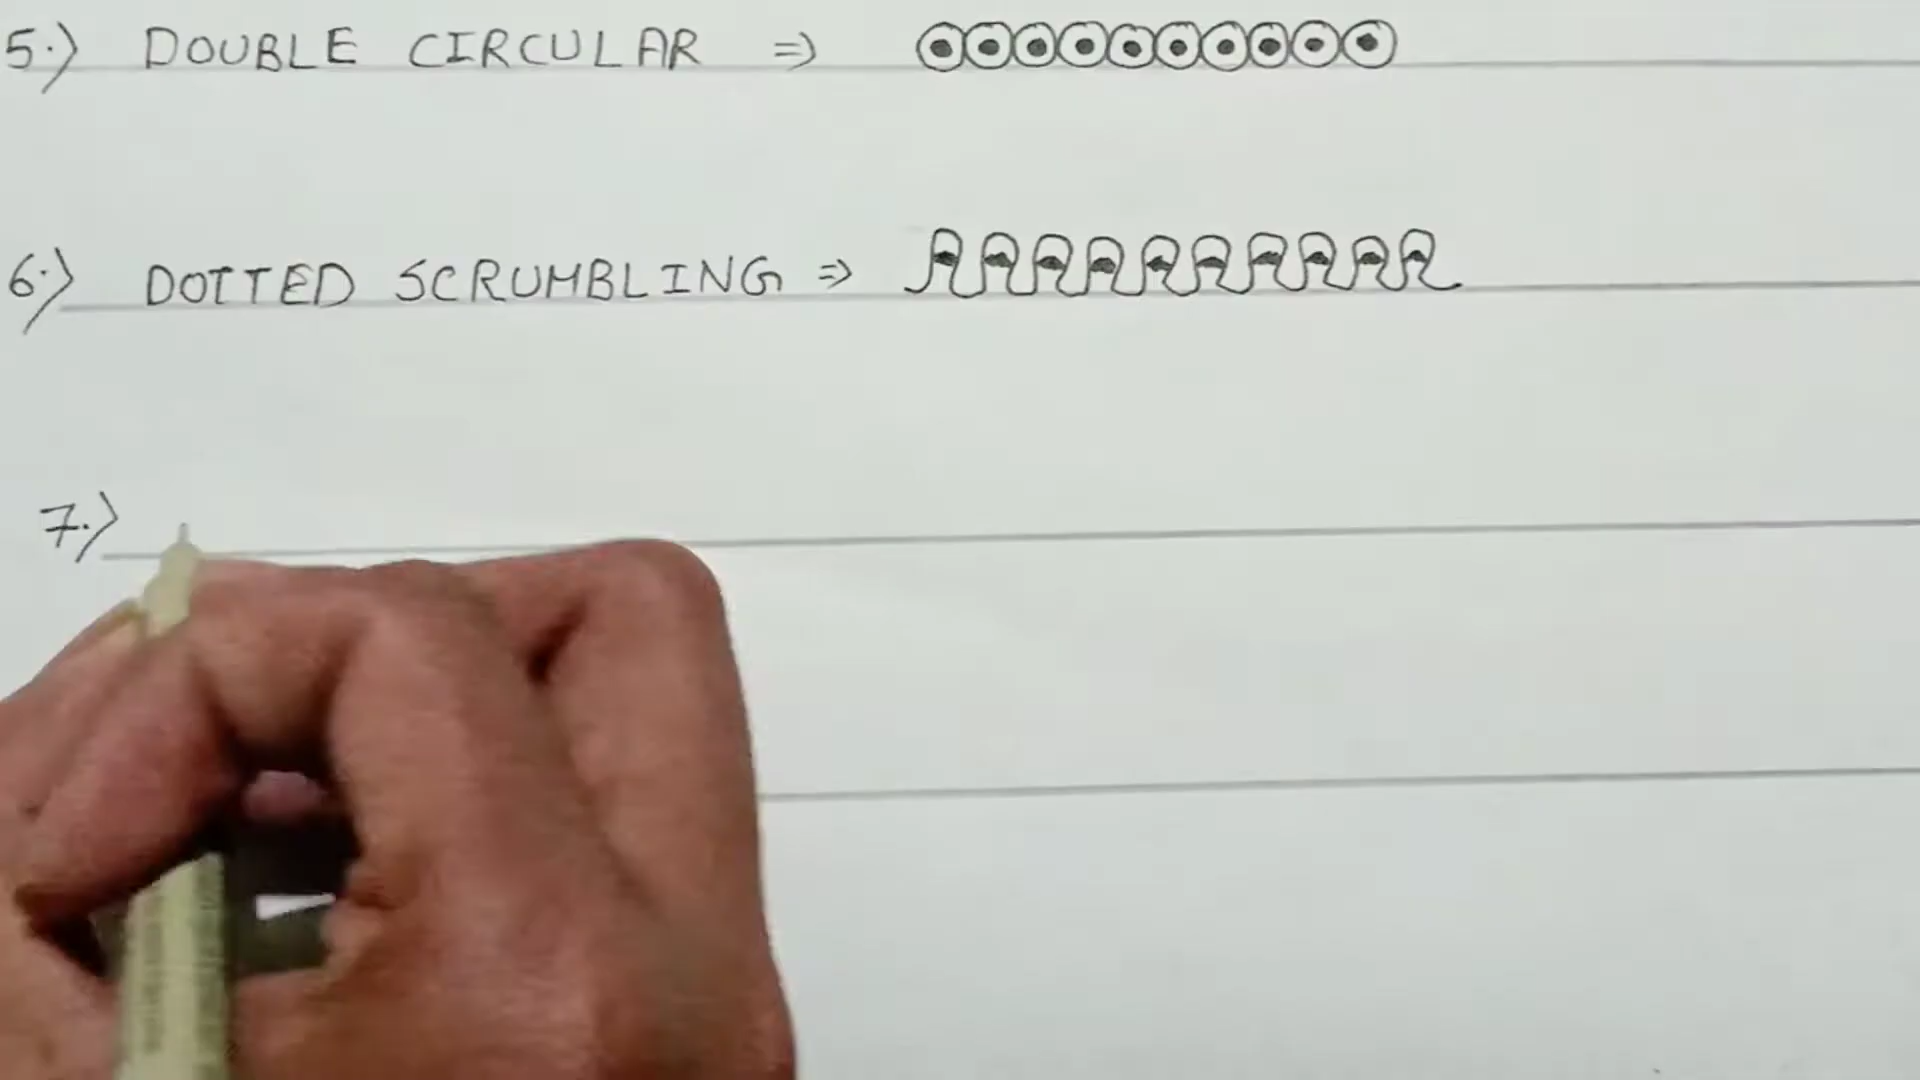 5.) DOUBLE CIRCULAR ⇒
6.) DOTTED SCRUMBLING ⇒
7.)